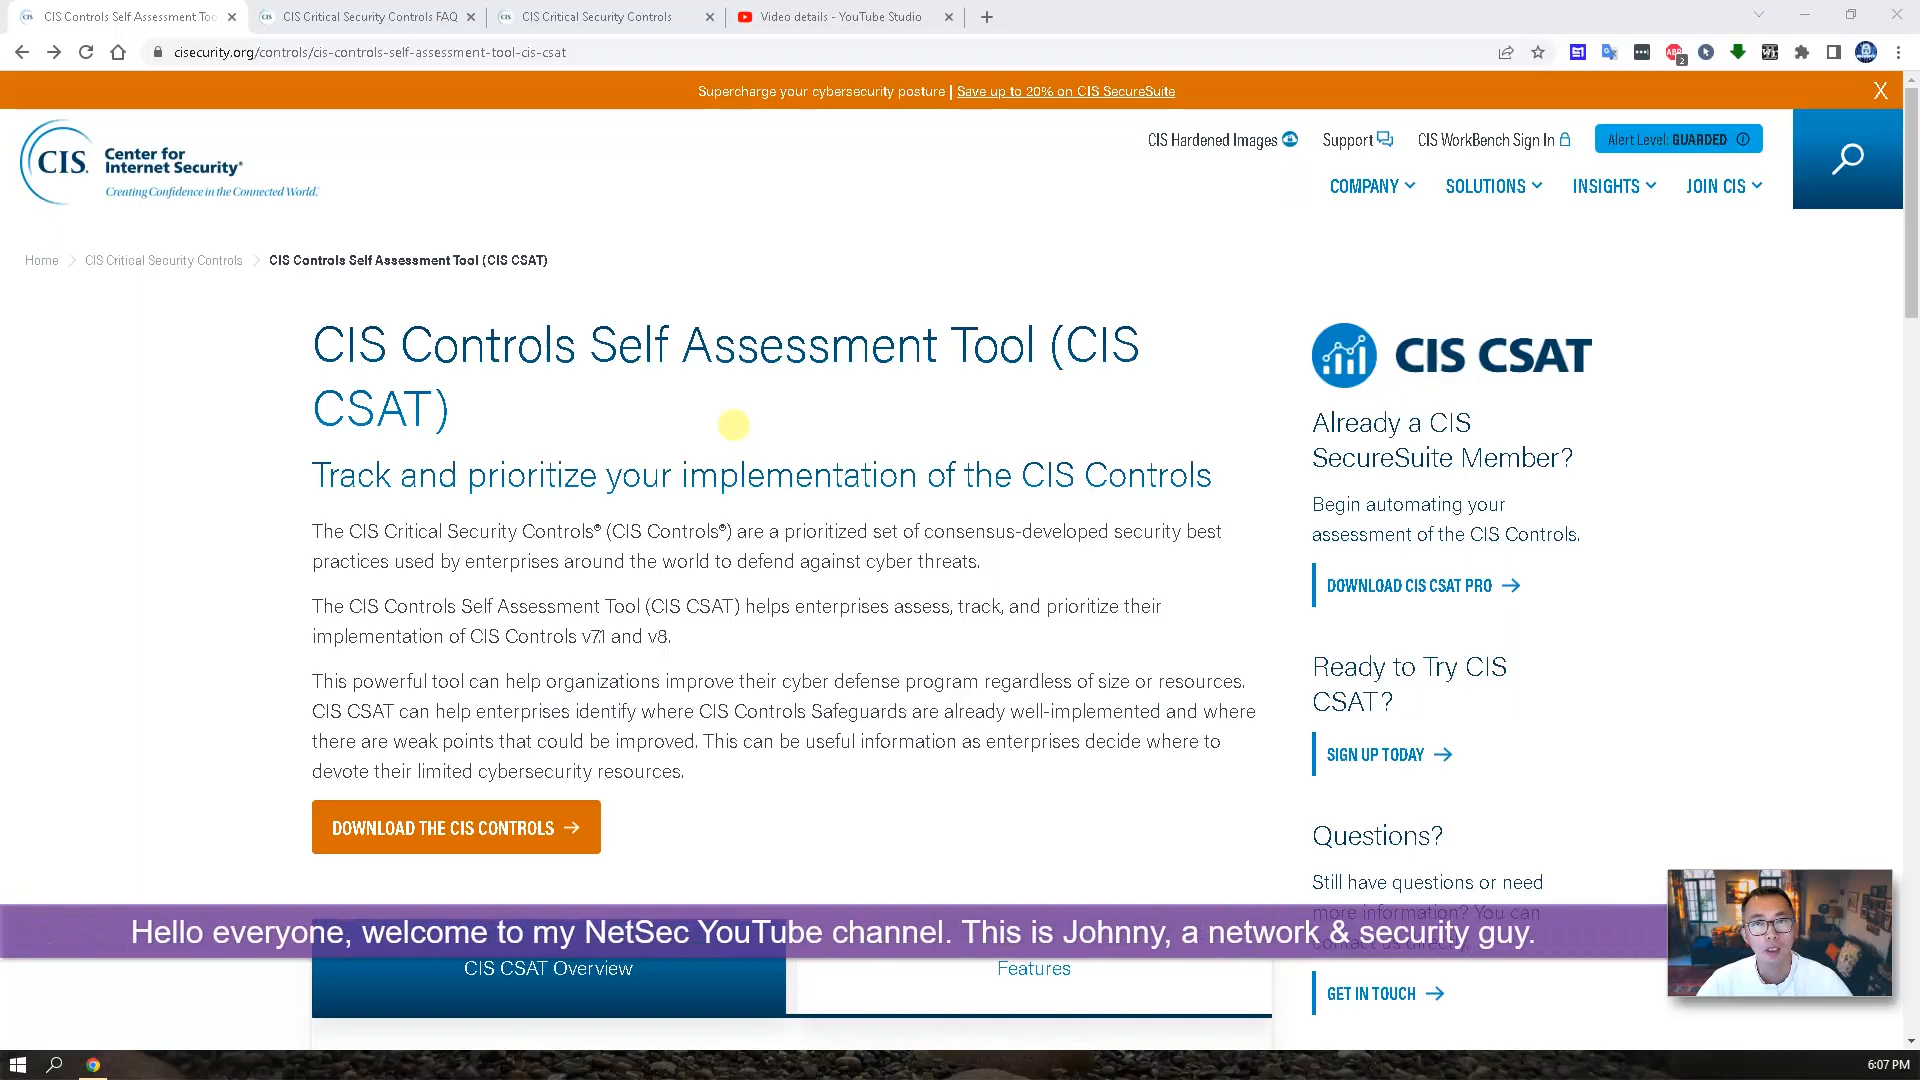 CIS Controls Self Assessment Too
CIS Critical Security Controls FAQ
CIS Critical Security Controls
Video details - YouTube Studio
cisecurity.org/controls/cis-controls-self-assessment-tool-cis-csat
Supercharge your cybersecurity posture | Save up to 20% on CIS SecureSuite
X
CIS Hardened Images
Support
CIS WorkBench Sign In
Alert Level: GUARDED
CIS.
Center for
Internet Security®
Creating Confidence in the Connected World.
COMPANY
SOLUTIONS
INSIGHTS
JOIN CIS
Home
CIS Critical Security Controls
CIS Controls Self Assessment Tool (CIS CSAT)
CIS Controls Self Assessment Tool (CIS
CSAT)
Track and prioritize your implementation of the CIS Controls
The CIS Critical Security Controls® (CIS Controls®) are a prioritized set of consensus-developed security best
practices used by enterprises around the world to defend against cyber threats.
The CIS Controls Self Assessment Tool (CIS CSAT) helps enterprises assess, track, and prioritize their
implementation of CIS Controls v7.1 and v8.
This powerful tool can help organizations improve their cyber defense program regardless of size or resources.
CIS CSAT can help enterprises identify where CIS Controls Safeguards are already well-implemented and where
there are weak points that could be improved. This can be useful information as enterprises decide where to
devote their limited cybersecurity resources.
DOWNLOAD THE CIS CONTROLS
CIS CSAT
Already a CIS
SecureSuite Member?
Begin automating your
assessment of the CIS Controls.
DOWNLOAD CIS CSAT PRO
Ready to Try CIS
CSAT?
SIGN UP TODAY
Questions?
Still have questions or need
more information? You can
Hello everyone, welcome to my NetSec YouTube channel. This is Johnny, a network & security guy.
CIS CSAT Overview
Features
GET IN TOUCH
6:07 PM